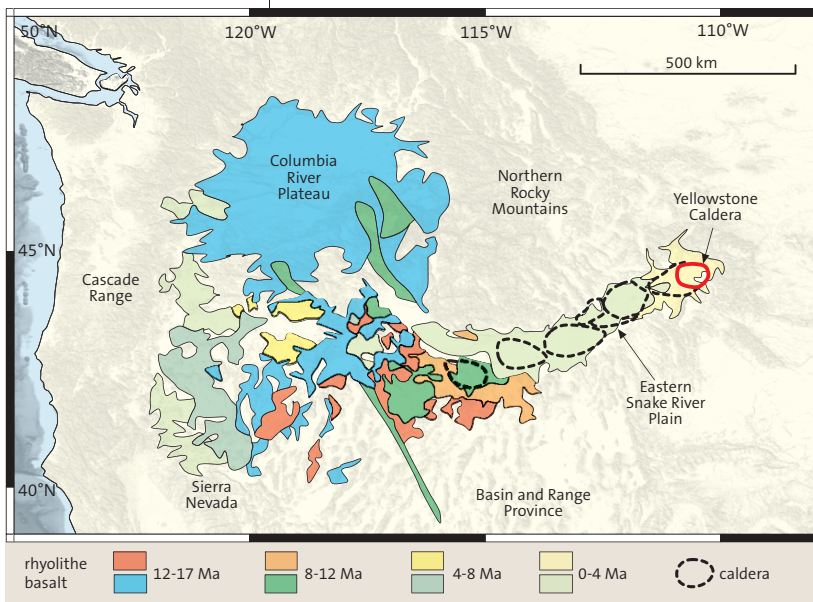 50°N
120°W
115°W
110°W
500 km
Columbia
River
Plateau
Northern
Rocky
Mountains
Yellowstone
Caldera
45°N
Cascade
Range
Eastern
Snake River
Plain
40°N
Sierra
Nevada
Basin and Range
Province
rhyolithe
basalt
12-17 Ma
8-12 Ma
4-8 Ma
0-4 Ma
caldera